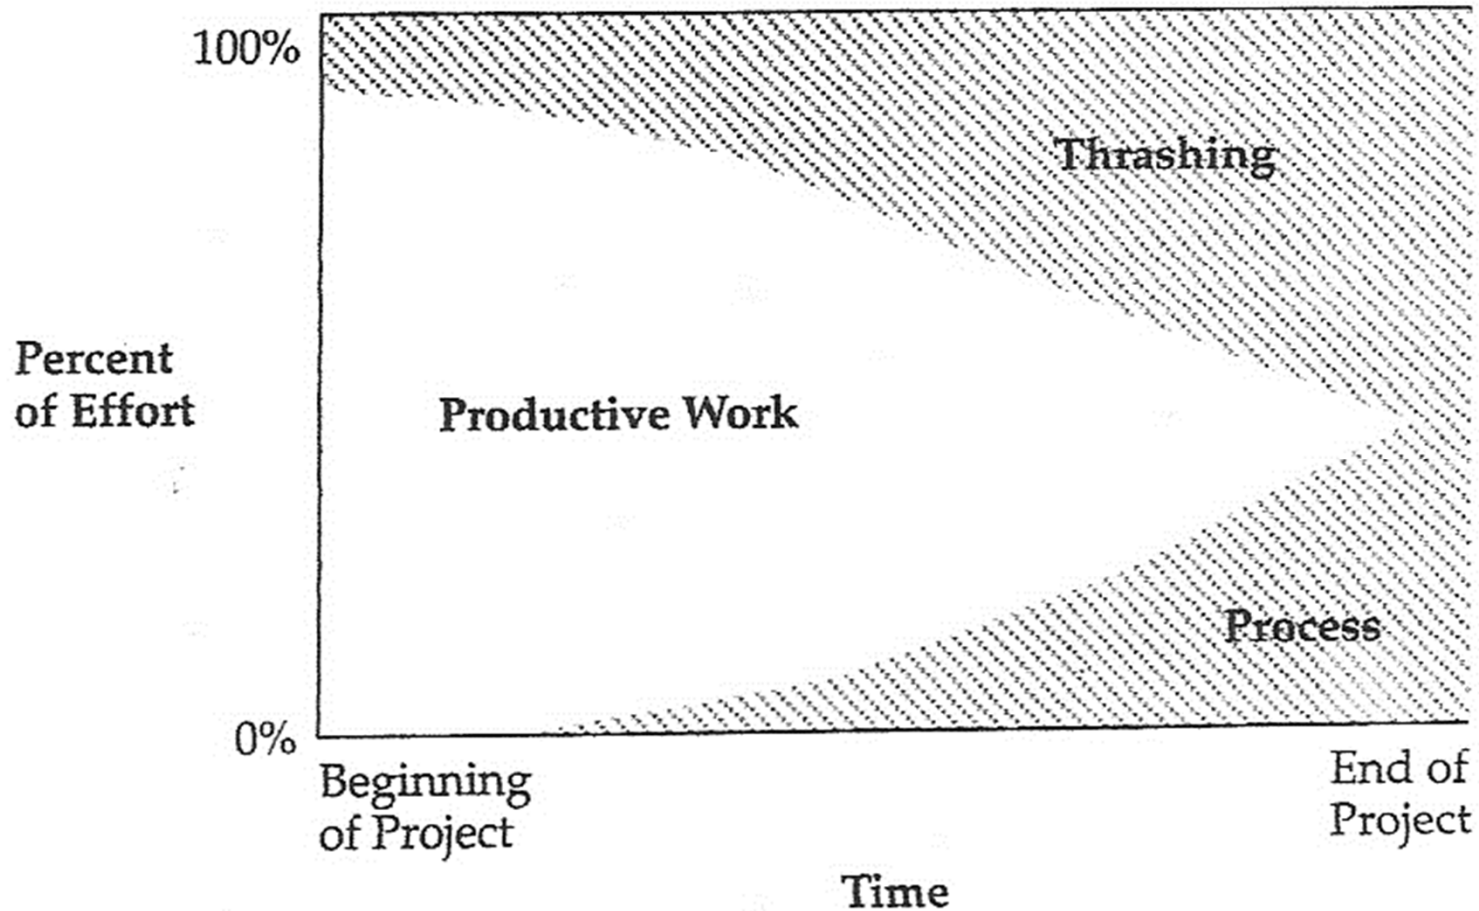 100%
Thrashing
Percent
of Effort
Productive Work
Process
0%
Beginning
of Project
End of
Project
Time